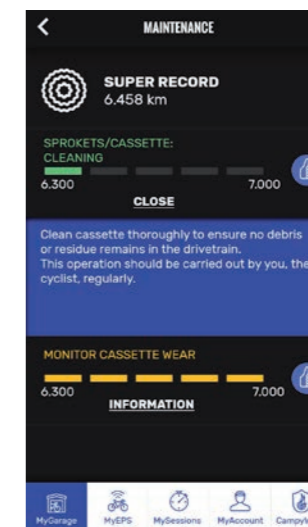 MAINTENANCE
SUPER RECORD
6.458 km
SPROKETS/CASSETTE:
CLEANING
6.300 7.000
CLOSE
Clean cassette thoroughly to ensure no debris
or residue remains in the drivetrain.
This operation should be carried out by you, the
cyclist, regularly.
MONITOR CASSETTE WEAR
6.300 7.000
INFORMATION
MyGarage MyEPS MySessions MyAccount